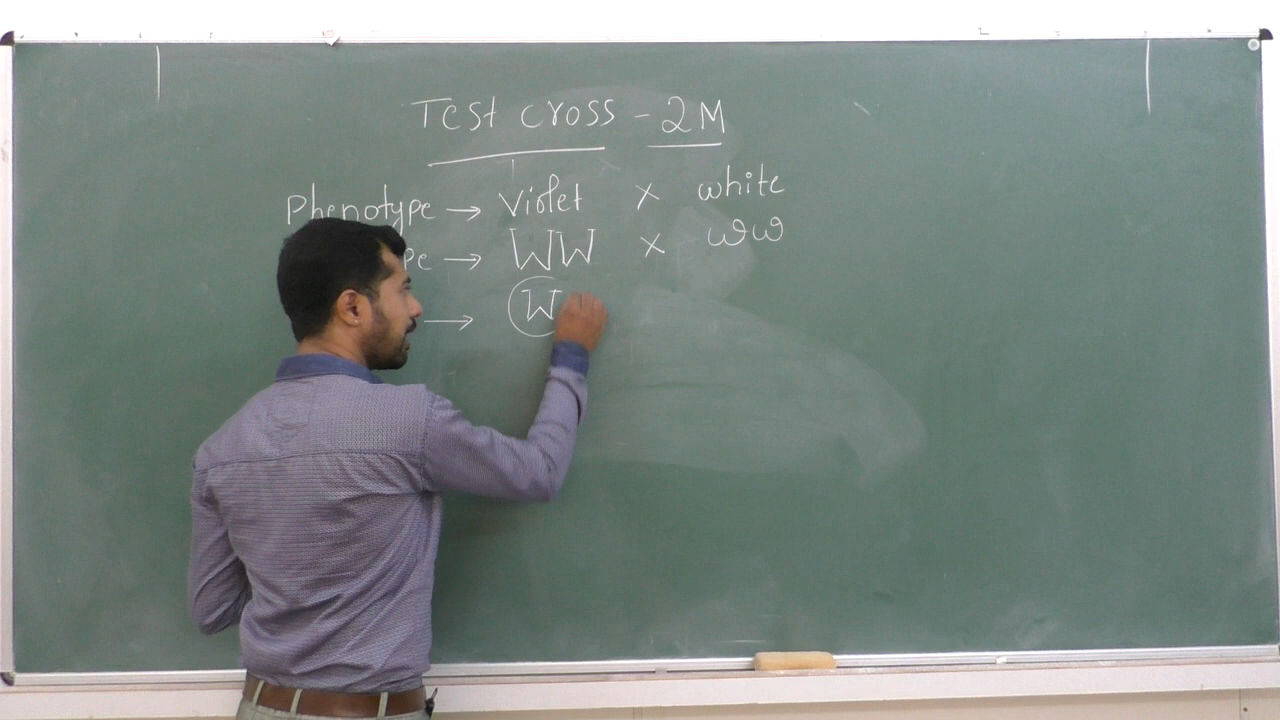 Test cross - 2M
Phenotype → Violet × white
pe → WW × ww
→ W